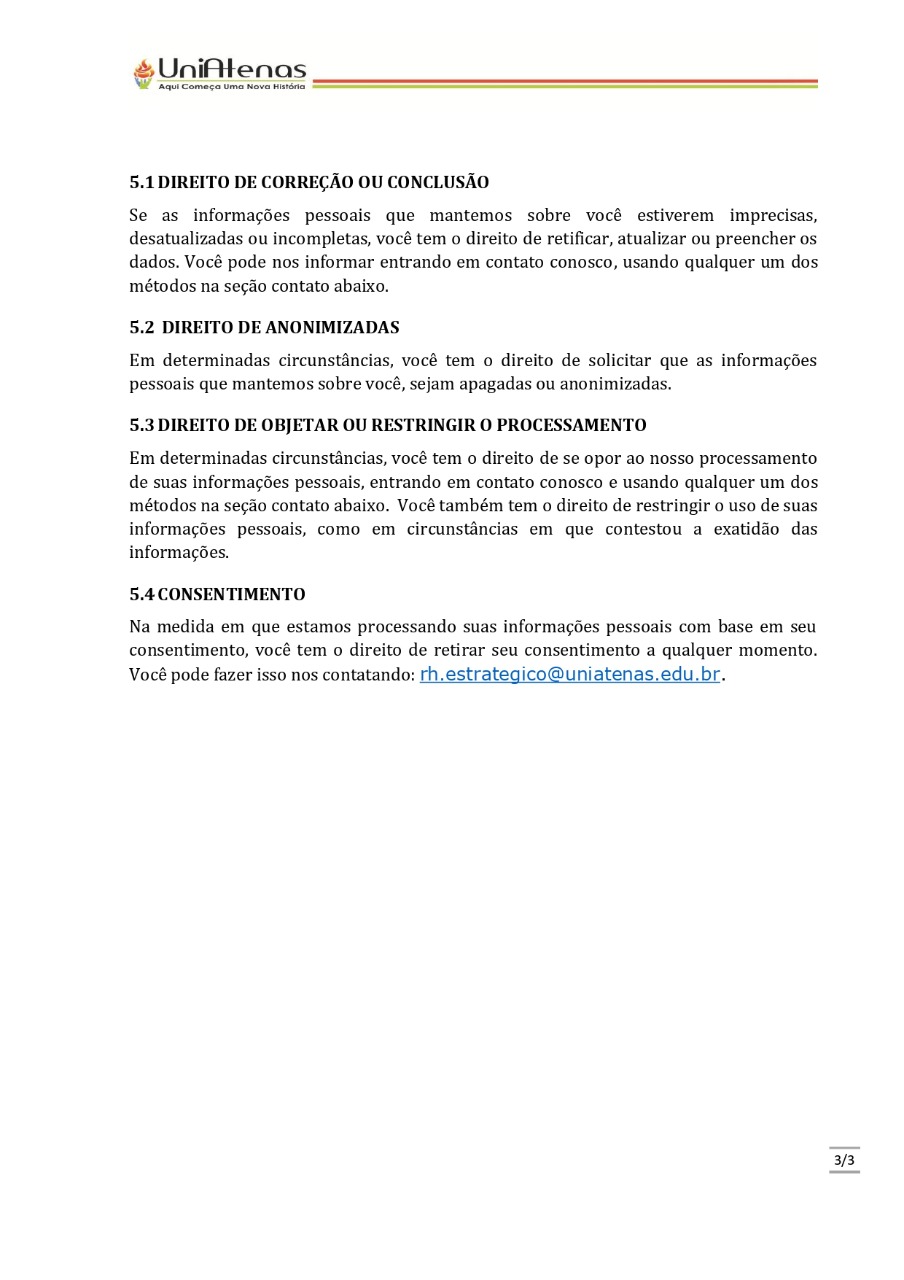 UniAtenas
Aqui Começa Uma Nova História
5.1 DIREITO DE CORREÇÃO OU CONCLUSÃO
Se as informações pessoais que mantemos sobre você estiverem imprecisas,
desatualizadas ou incompletas, você tem o direito de retificar, atualizar ou preencher os
dados. Você pode nos informar entrando em contato conosco, usando qualquer um dos
métodos na seção contato abaixo.
5.2 DIREITO DE ANONIMIZADAS
Em determinadas circunstâncias, você tem o direito de solicitar que as informações
pessoais que mantemos sobre você, sejam apagadas ou anonimizadas.
5.3 DIREITO DE OBJETAR OU RESTRINGIR O PROCESSAMENTO
Em determinadas circunstâncias, você tem o direito de se opor ao nosso processamento
de suas informações pessoais, entrando em contato conosco e usando qualquer um dos
métodos na seção contato abaixo. Você também tem o direito de restringir o uso de suas
informações pessoais, como em circunstâncias em que contestou a exatidão das
informações.
5.4 CONSENTIMENTO
Na medida em que estamos processando suas informações pessoais com base em seu
consentimento, você tem o direito de retirar seu consentimento a qualquer momento.
Você pode fazer isso nos contatando: rh.estrategico@uniatenas.edu.br.
3/3